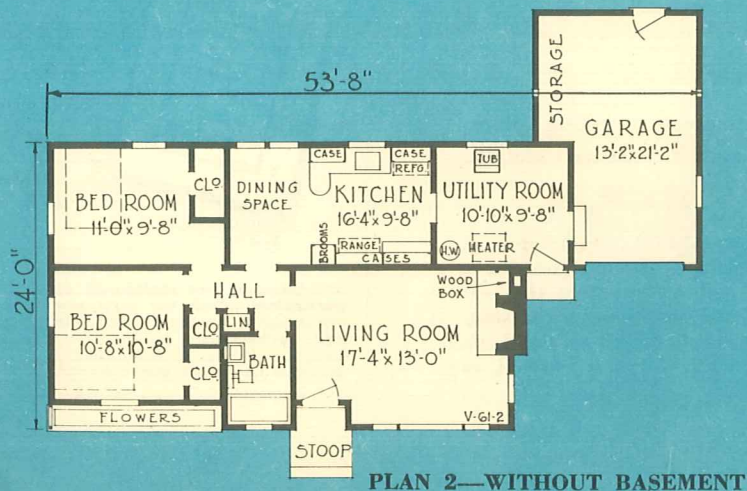 53'-8"
STORAGE
GARAGE
13'-2"x21'-2"
24'-0"
BED ROOM
11'-0"x9'-8"
CLO
DINING
SPACE
CASE
CASE
REFG.
KITCHEN
16'-4"x9'-8"
BROOMS
RANGE
CASES
TUB
UTILITY ROOM
10'-10"x9'-8"
H.W.
HEATER
HALL
WOOD
BOX
BED ROOM
10'-8"x10'-8"
CLO
LIN.
CLO
BATH
LIVING ROOM
17'-4"x13'-0"
FLOWERS
V-61-2
STOOP
PLAN 2—WITHOUT BASEMENT